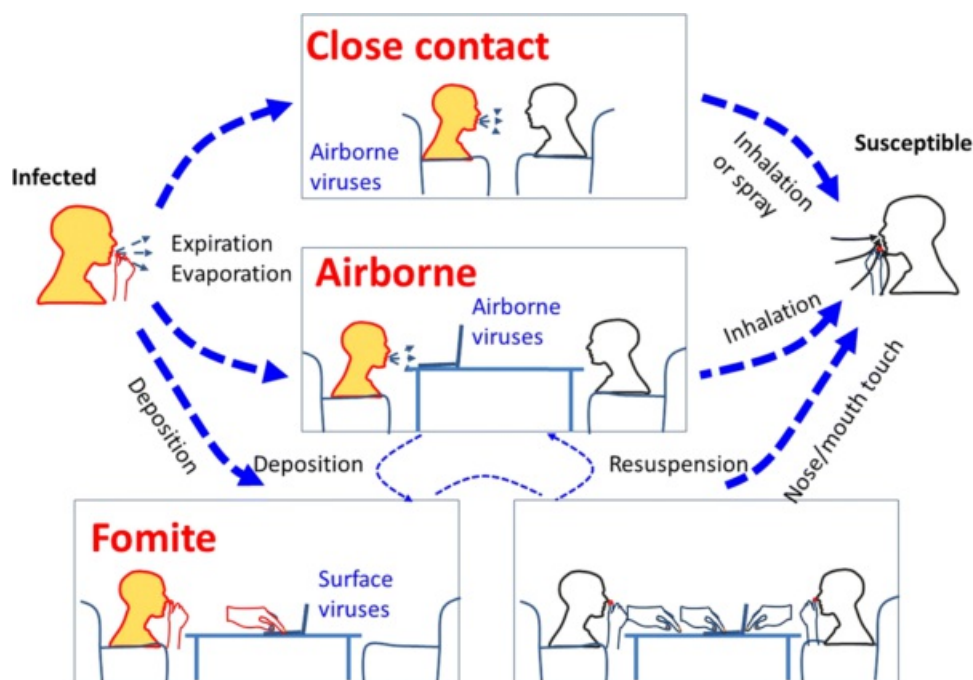 Close contact
Airborne
viruses
Infected
Susceptible
Expiration
Evaporation
Inhalation
or spray
Airborne
Airborne
viruses
Inhalation
Deposition
Deposition
Resuspension
Nose/mouth touch
Fomite
Surface
viruses